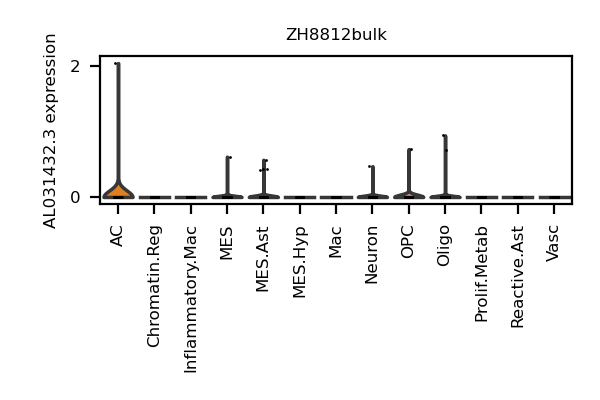 ZH8812bulk
AL031432.3 expression
2
0
AC
Chromatin.Reg
Inflammatory.Mac
MES
MES.Ast
MES.Hyp
Mac
Neuron
OPC
Oligo
Prolif.Metab
Reactive.Ast
Vasc